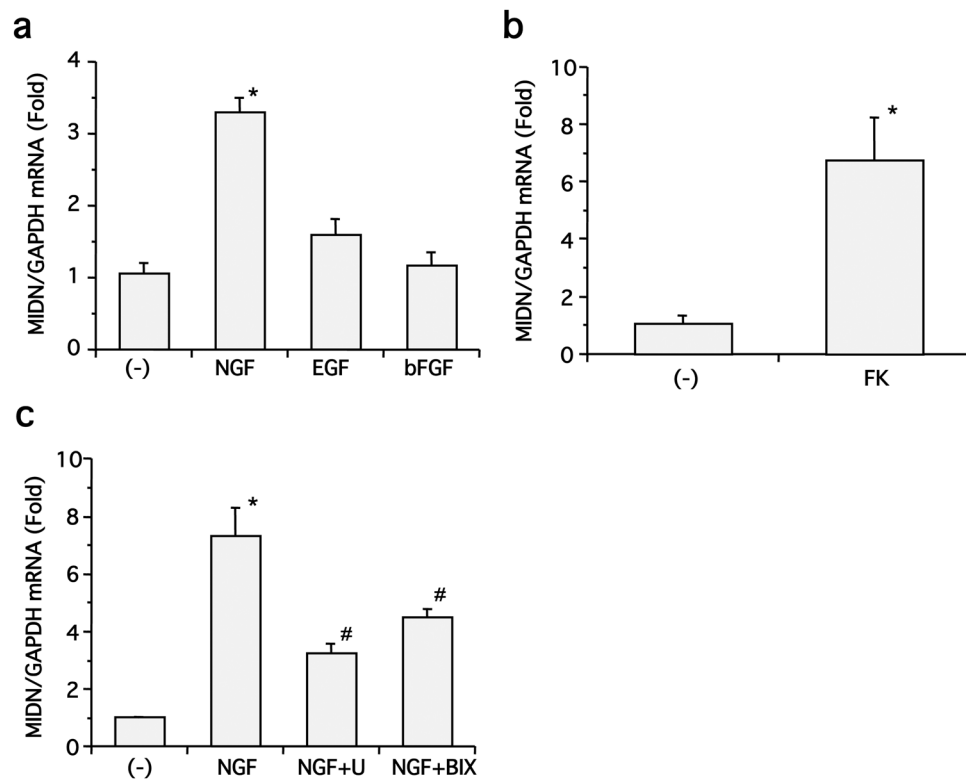 a
MIDN/GAPDH mRNA (Fold)
4
3
2
1
0
*
(-) NGF EGF bFGF
b
MIDN/GAPDH mRNA (Fold)
10
8
6
4
2
0
*
(-) FK
c
MIDN/GAPDH mRNA (Fold)
10
8
6
4
2
0
*
#
#
(-) NGF NGF+U NGF+BIX